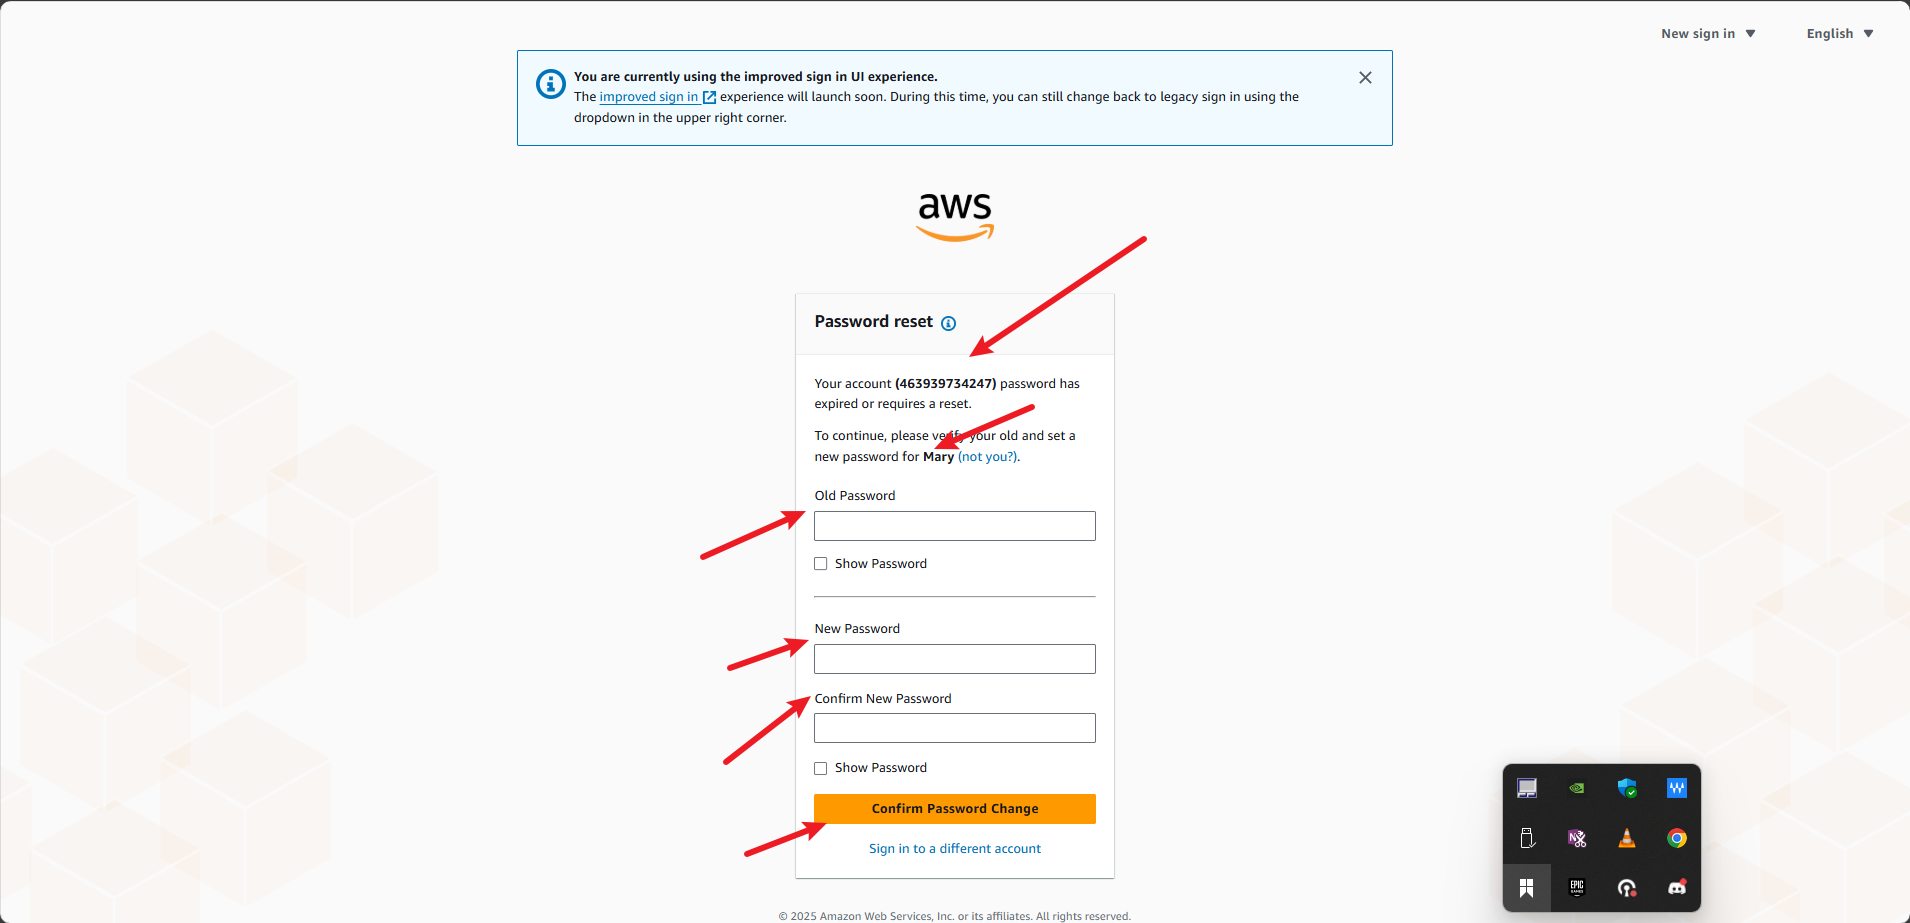 New sign in
English
You are currently using the improved sign in UI experience.
The improved sign in experience will launch soon. During this time, you can still change back to legacy sign in using the
dropdown in the upper right corner.
aws
Password reset
Your account (463939734247) password has
expired or requires a reset.
To continue, please verify your old and set a
new password for Mary (not you?).
Old Password
Show Password
New Password
Confirm New Password
Show Password
Confirm Password Change
Sign in to a different account
EPIC
GAMES
© 2025 Amazon Web Services, Inc. or its affiliates. All rights reserved.